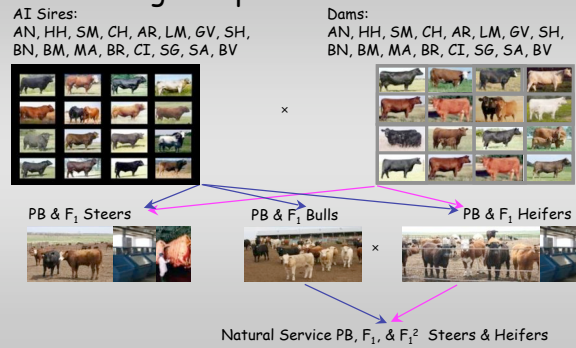 AI Sires:
AN, HH, SM, CH, AR, LM, GV, SH,
BN, BM, MA, BR, CI, SG, SA, BV
Dams:
AN, HH, SM, CH, AR, LM, GV, SH,
BN, BM, MA, BR, CI, SG, SA, BV
×
PB & F₁ Steers
PB & F₁ Bulls
PB & F₁ Heifers
×
Natural Service PB, F₁, & F₁² Steers & Heifers